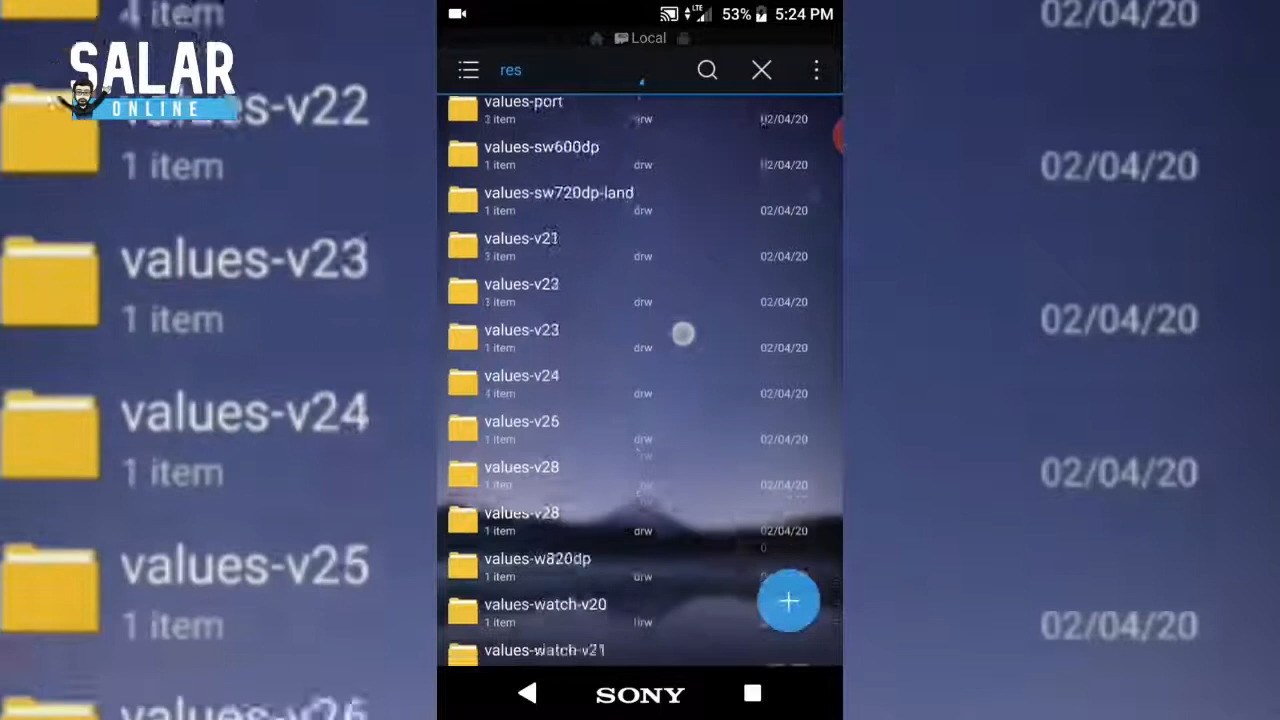 SALAR
ONLINE
4 item
values-v22
1 item
values-v23
1 item
values-v24
1 item
values-v25
1 item
02/04/20
02/04/20
02/04/20
02/04/20
02/04/20
LTE 53% 5:24 PM
Local
res
values-port
drw 02/04/20
values-sw600dp
1 item drw 02/04/20
values-sw720dp-land
1 item drw 02/04/20
values-v21
3 item drw 02/04/20
1 item drw 02/04/20
values-v23
1 item drw 02/04/20
values-v24
4 item drw 02/04/20
1 item drw 02/04/20
values-v28
1 item drw 02/04/20
values-v28
1 item drw 02/04/20
values-w820dp
1 item drw
values-watch-v20
1 item drw
values-watch-v21
SONY